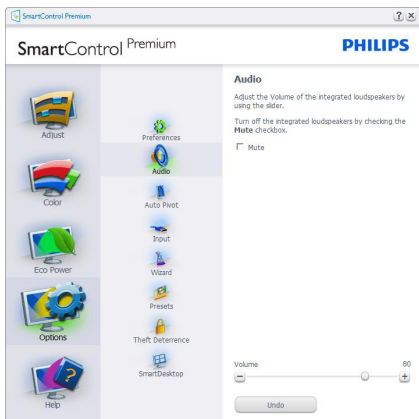 SmartControl Premium
? ×
SmartControl Premium
PHILIPS
Adjust
Color
Eco Power
Options
Help
Preferences
Audio
Auto Pivot
Input
Wizard
Presets
Theft Deterrence
SmartDesktop
Audio
Adjust the Volume of the integrated loudspeakers by
using the slider.
Turn off the integrated loudspeakers by checking the
Mute checkbox.
Mute
Volume 80
Undo